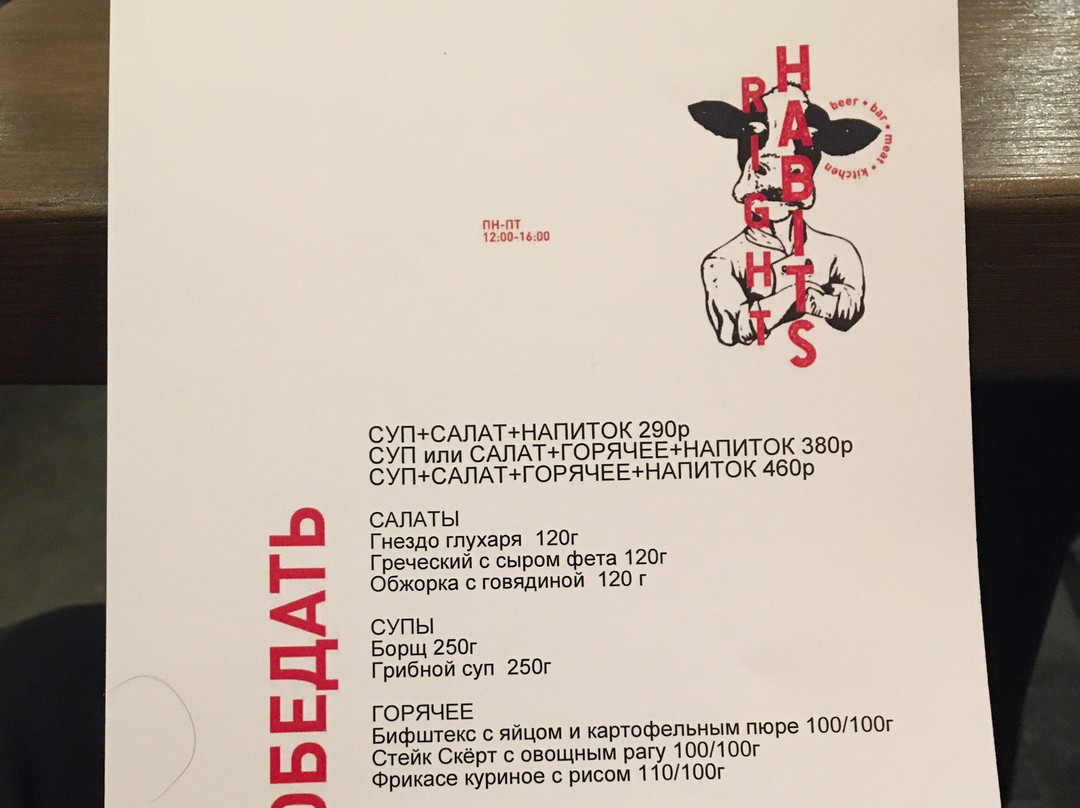 RIGHT
HABITS
beer • bar • meat • kitchen
ПН-ПТ
12:00-16:00
СУП+САЛАТ+НАПИТОК 290р
СУП или САЛАТ+ГОРЯЧЕЕ+НАПИТОК 380р
СУП+САЛАТ+ГОРЯЧЕЕ+НАПИТОК 460р
САЛАТЫ
Гнездо глухаря  120г
Греческий с сыром фета 120г
Обжорка с говядиной  120 г
СУПЫ
Борщ 250г
Грибной суп  250г
ГОРЯЧЕЕ
Бифштекс с яйцом и картофельным пюре 100/100г
Стейк Скёрт с овощным рагу 100/100г
Фрикасе куриное с рисом 110/100г
ОБЕДАТЬ